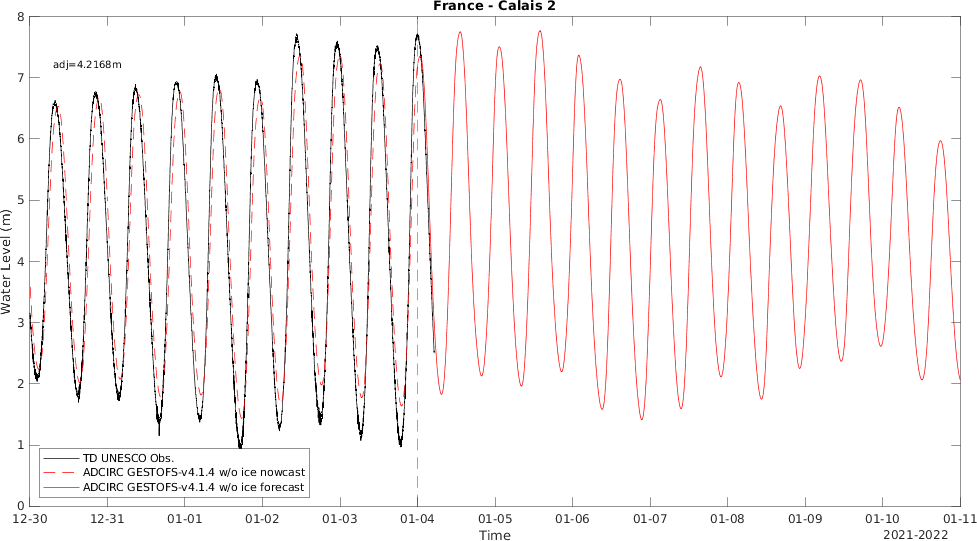 France - Calais 2
8
7
6
5
4
3
2
1
0
Water Level (m)
adj=4.2168m
TD UNESCO Obs.
ADCIRC GESTOFS-v4.1.4 w/o ice nowcast
ADCIRC GESTOFS-v4.1.4 w/o ice forecast
12-30 12-31 01-01 01-02 01-03 01-04 01-05 01-06 01-07 01-08 01-09 01-10 01-11
Time
2021-2022